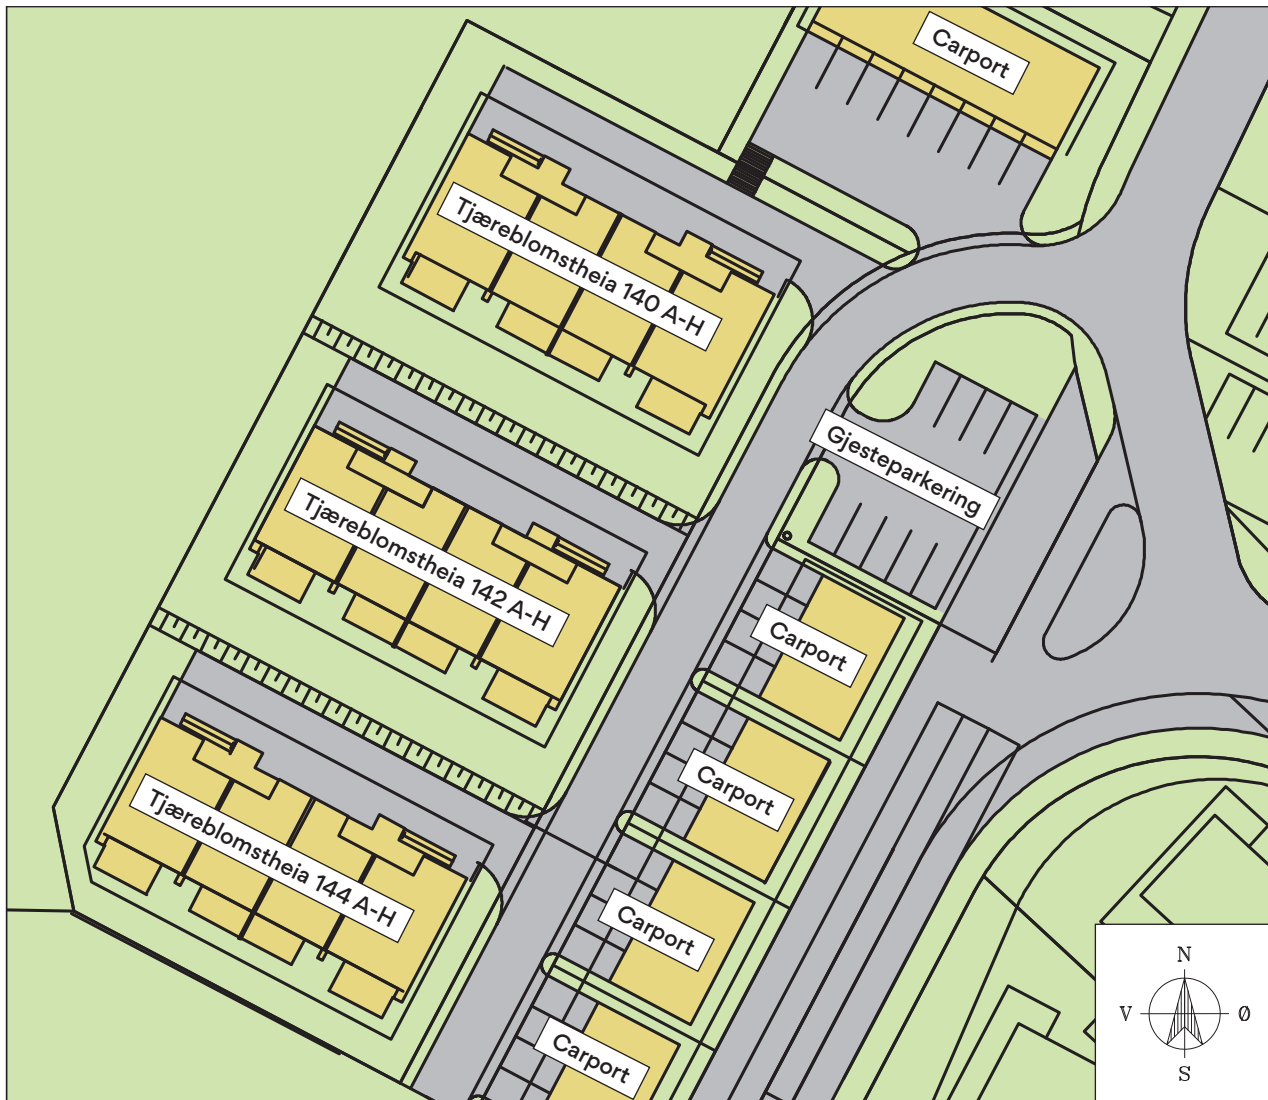 Carport
Tjæreblomstheia 140 A-H
Gjesteparkering
Tjæreblomstheia 142 A-H
Carport
Carport
Tjæreblomstheia 144 A-H
Carport
Carport
N
V Ø
S